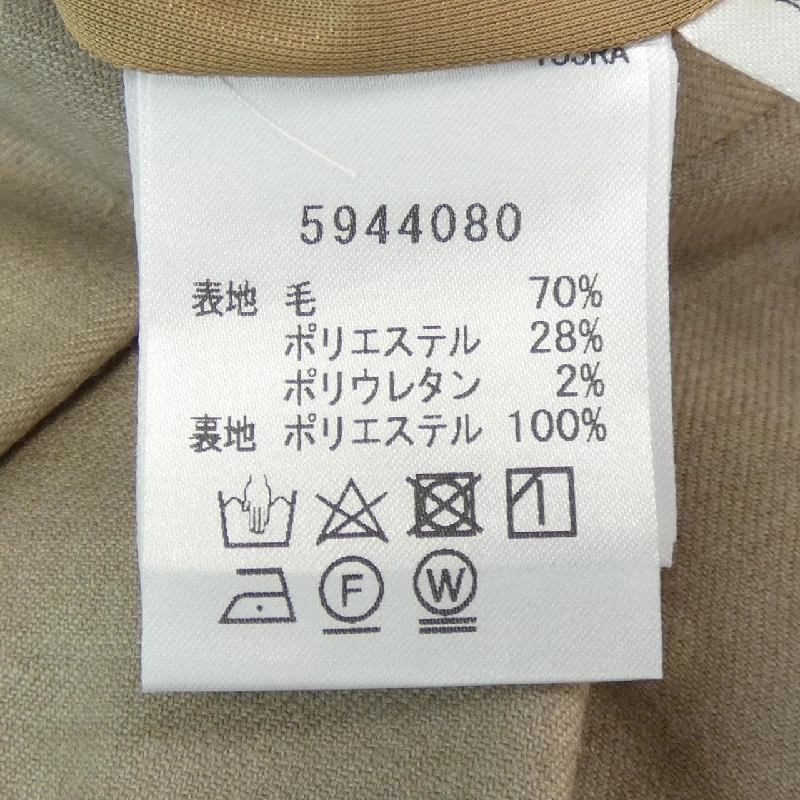 5944080
表地 毛 70%
ポリエステル 28%
ポリウレタン 2%
裏地 ポリエステル 100%
F W